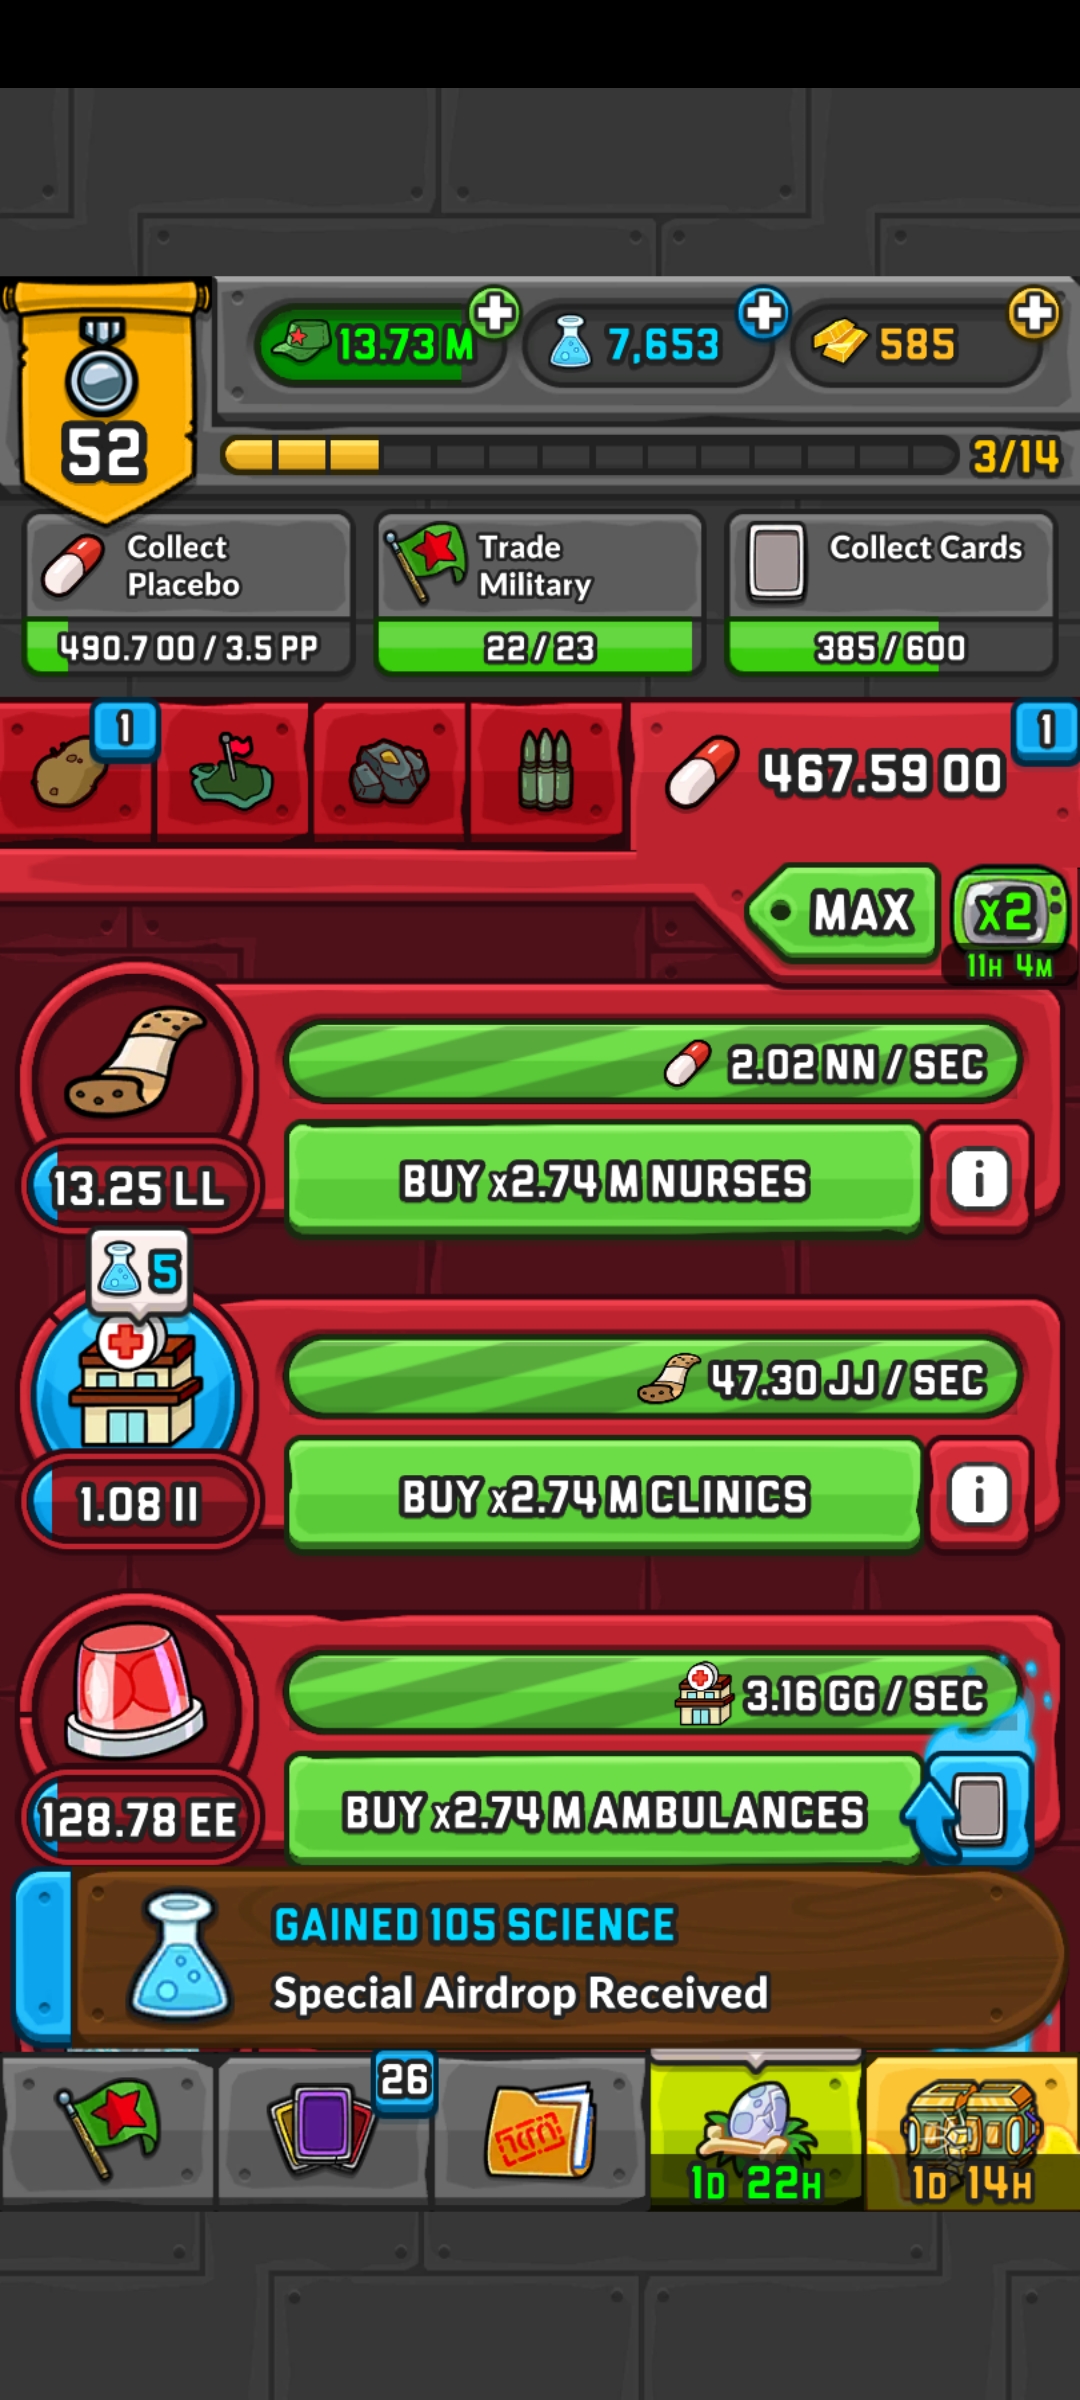 13.73 M
7,653
585
52
3/14
Collect
Placebo
490.7 OO / 3.5 PP
Trade
Military
22 / 23
Collect Cards
385 / 600
1
467.59 OO
1
MAX
x2
11H 4M
2.02 NN / SEC
13.25 LL
BUY x2.74 M NURSES
i
5
47.30 JJ / SEC
1.08 II
BUY x2.74 M CLINICS
i
3.16 GG / SEC
128.78 EE
BUY x2.74 M AMBULANCES
GAINED 105 SCIENCE
Special Airdrop Received
26
1D 22H
1D 14H